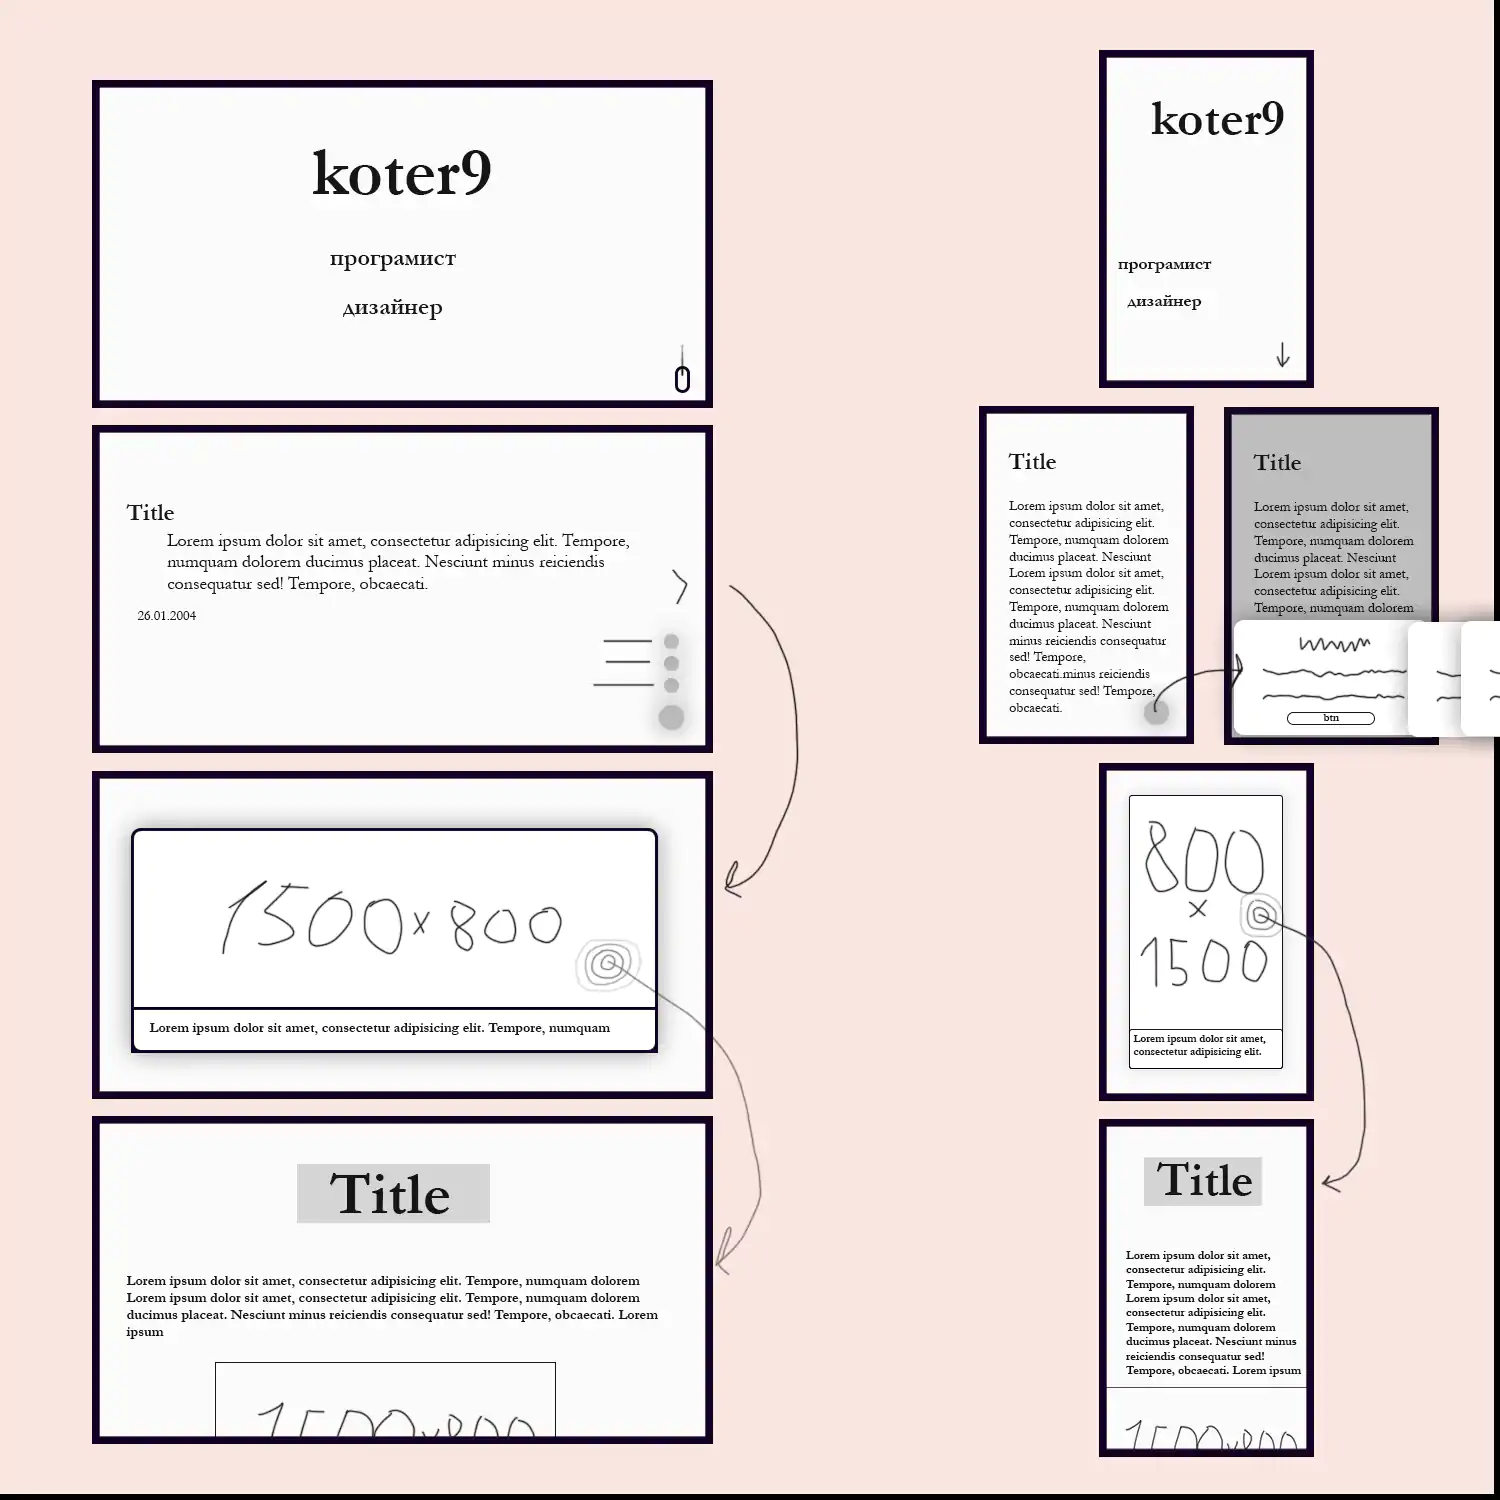 koter9
програмист
дизайнер
Title
Lorem ipsum dolor sit amet, consectetur adipisicing elit. Tempore,
numquam dolorem ducimus placeat. Nesciunt minus reiciendis
consequatur sed! Tempore, obcaecati.
26.01.2004
1500x800
Lorem ipsum dolor sit amet, consectetur adipisicing elit. Tempore, numquam
Title
Lorem ipsum dolor sit amet, consectetur adipisicing elit. Tempore, numquam dolorem
Lorem ipsum dolor sit amet, consectetur adipisicing elit. Tempore, numquam dolorem
ducimus placeat. Nesciunt minus reiciendis consequatur sed! Tempore, obcaecati. Lorem
ipsum
1500x800
koter9
програмист
дизайнер
Title
Lorem ipsum dolor sit amet,
consectetur adipisicing elit.
Tempore, numquam dolorem
ducimus placeat. Nesciunt
Lorem ipsum dolor sit amet,
consectetur adipisicing elit.
Tempore, numquam dolorem
ducimus placeat. Nesciunt
minus reiciendis consequatur
sed! Tempore,
obcaecati.minus reiciendis
consequatur sed! Tempore,
obcaecati.
Title
Lorem ipsum dolor sit amet,
consectetur adipisicing elit.
Tempore, numquam dolorem
ducimus placeat. Nesciunt
Lorem ipsum dolor sit amet,
consectetur adipisicing elit.
Tempore, numquam dolorem
btn
800
x
1500
Lorem ipsum dolor sit amet,
consectetur adipisicing elit.
Title
Lorem ipsum dolor sit amet,
consectetur adipisicing elit.
Tempore, numquam dolorem
Lorem ipsum dolor sit amet,
consectetur adipisicing elit.
Tempore, numquam dolorem
ducimus placeat. Nesciunt minus
reiciendis consequatur sed!
Tempore, obcaecati. Lorem ipsum
1500x800